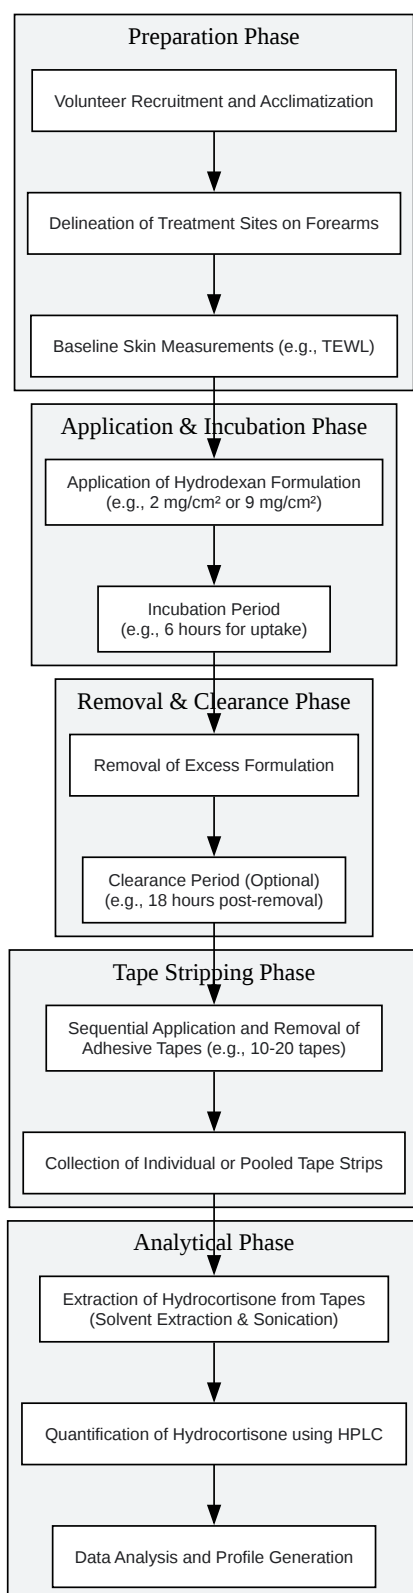 Preparation Phase
Volunteer Recruitment and Acclimatization
Delineation of Treatment Sites on Forearms
Baseline Skin Measurements (e.g., TEWL)
Application & Incubation Phase
Application of Hydrodexan Formulation
(e.g., 2 mg/cm² or 9 mg/cm²)
Incubation Period
(e.g., 6 hours for uptake)
Removal & Clearance Phase
Removal of Excess Formulation
Clearance Period (Optional)
(e.g., 18 hours post-removal)
Tape Stripping Phase
Sequential Application and Removal of
Adhesive Tapes (e.g., 10-20 tapes)
Collection of Individual or Pooled Tape Strips
Analytical Phase
Extraction of Hydrocortisone from Tapes
(Solvent Extraction & Sonication)
Quantification of Hydrocortisone using HPLC
Data Analysis and Profile Generation